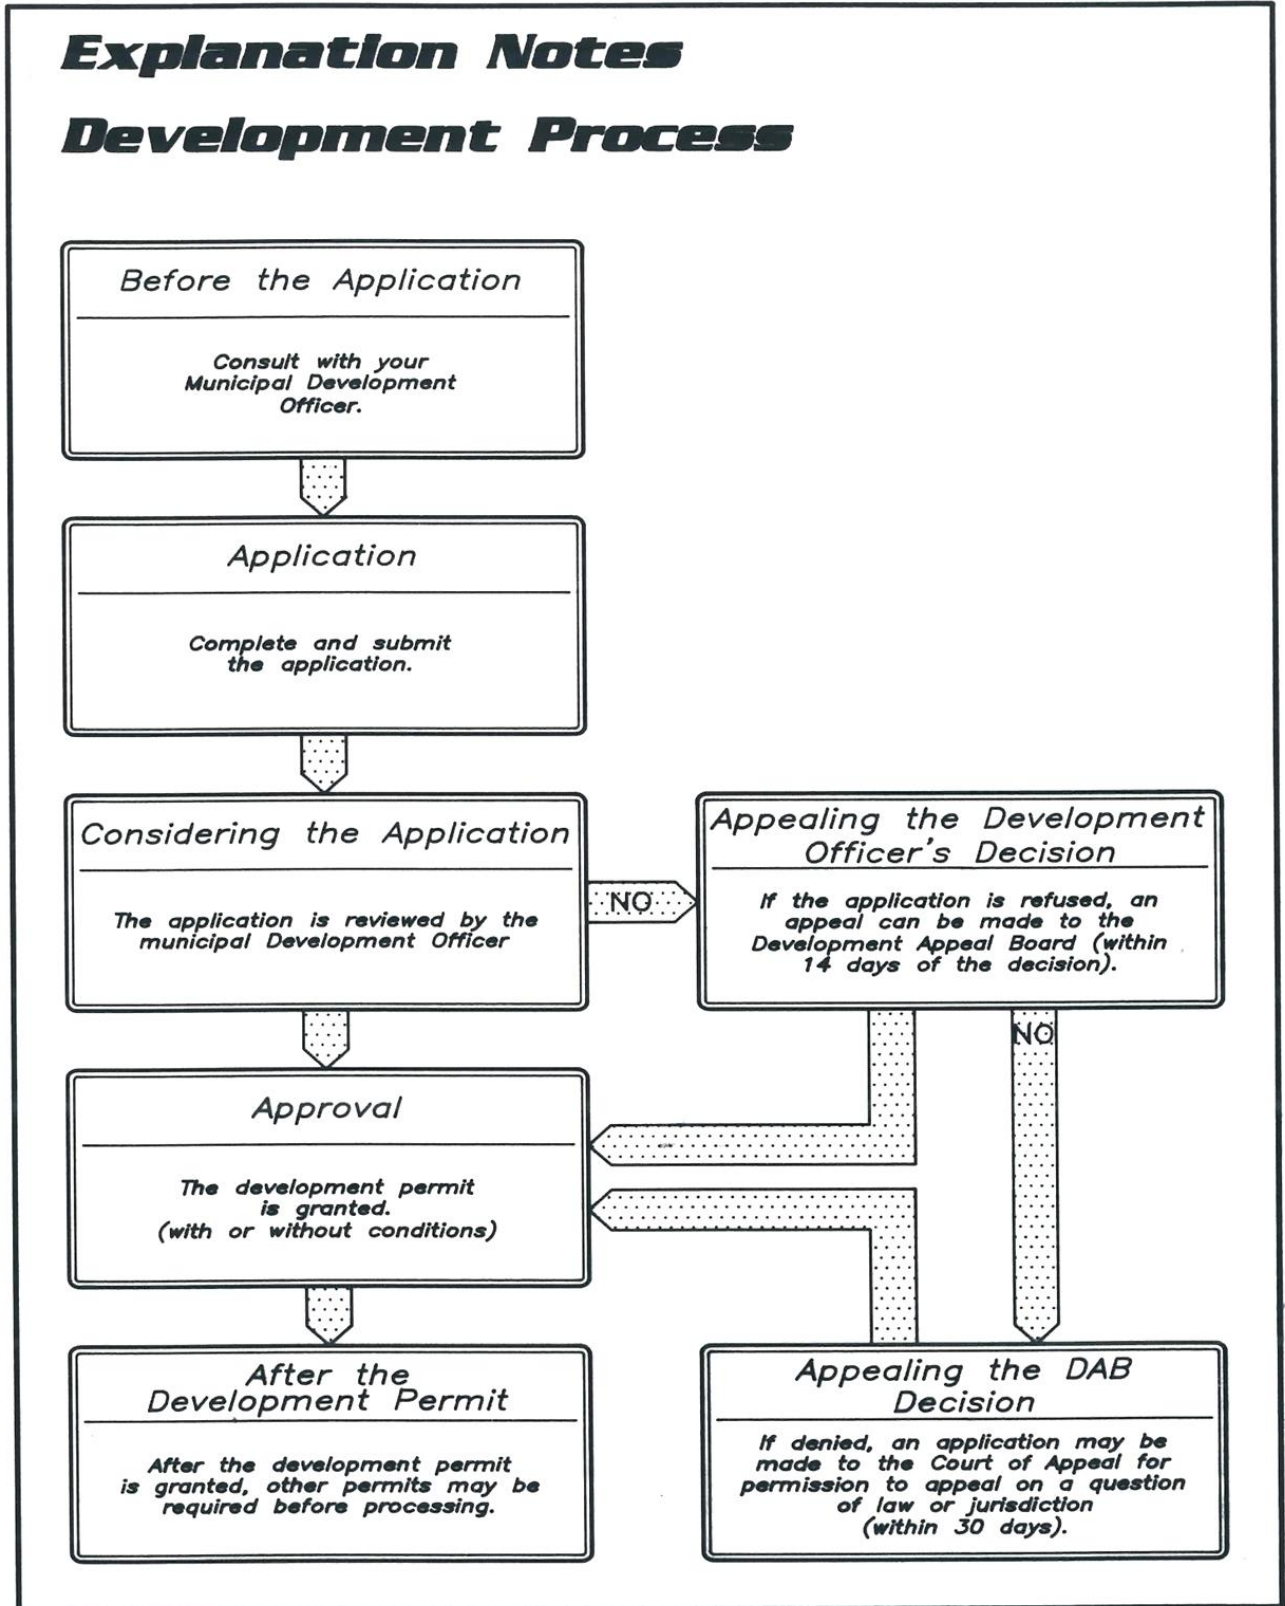 Explanation Notes
Development Process
Before the Application
Consult with your
Municipal Development
Officer.
Application
Complete and submit
the application.
Considering the Application
The application is reviewed by the
municipal Development Officer
NO
Appealing the Development
Officer's Decision
If the application is refused, an
appeal can be made to the
Development Appeal Board (within
14 days of the decision).
NO
Approval
The development permit
is granted.
(with or without conditions)
After the
Development Permit
After the development permit
is granted, other permits may be
required before processing.
Appealing the DAB
Decision
If denied, an application may be
made to the Court of Appeal for
permission to appeal on a question
of law or jurisdiction
(within 30 days).